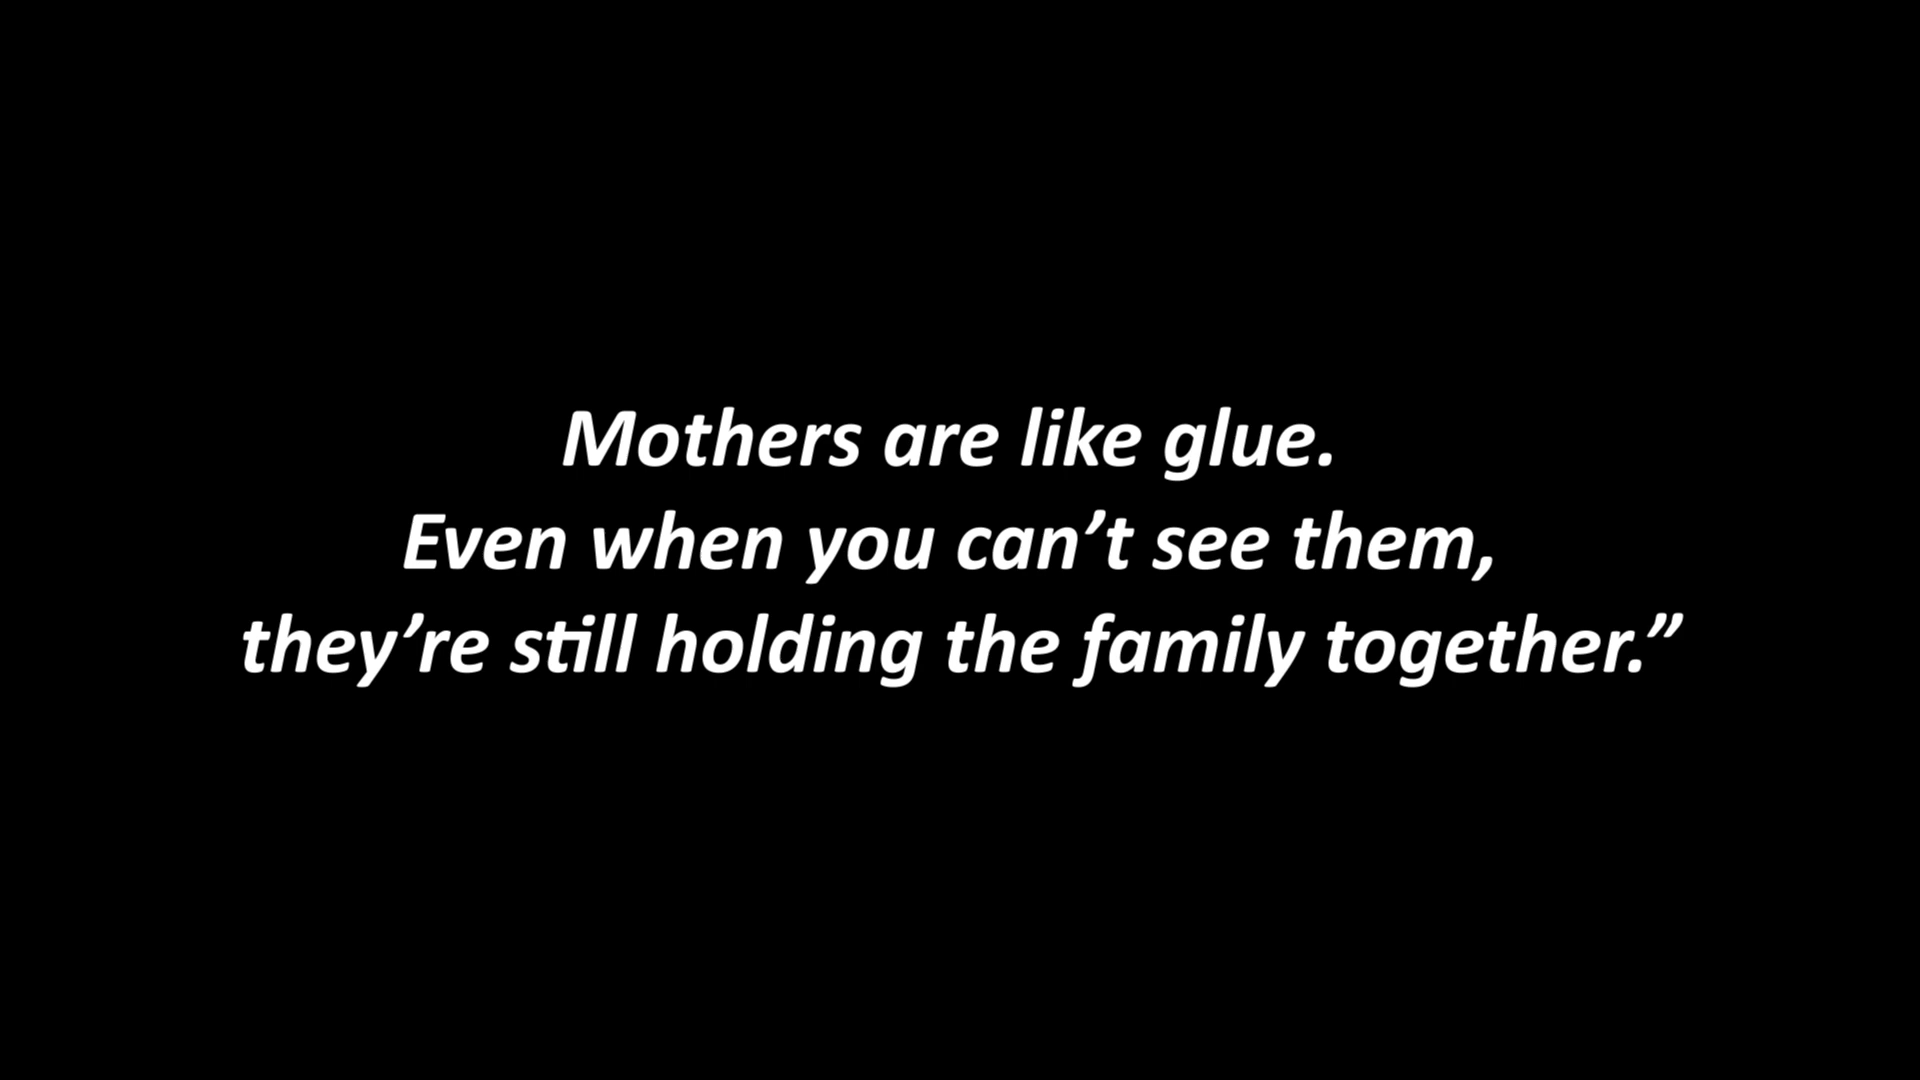 Mothers are like glue.
Even when you can’t see them,
they’re still holding the family together.”